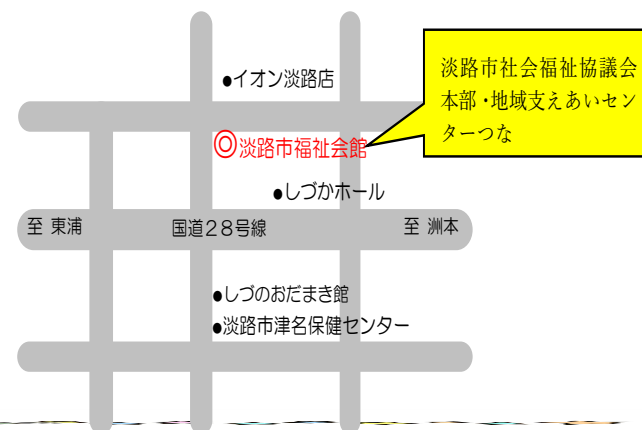 ●イオン淡路店
淡路市社会福祉協議会
本部・地域支えあいセン
ターつな
◎淡路市福祉会館
●しづかホール
至 東浦
国道28号線
至 洲本
●しづのおだまき館
●淡路市津名保健センター